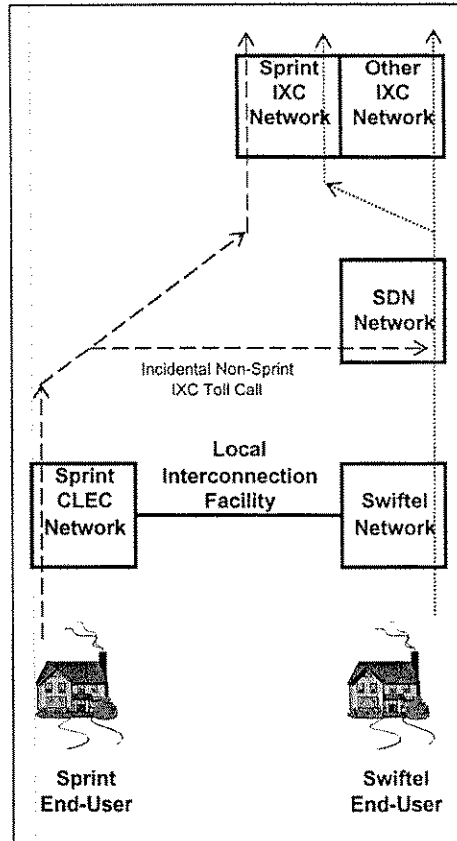 Sprint
IXC
Network
Other
IXC
Network
SDN
Network
Incidental Non-Sprint
IXC Toll Call
Local
Interconnection
Facility
Sprint
CLEC
Network
Swiftel
Network
Sprint
End-User
Swiftel
End-User